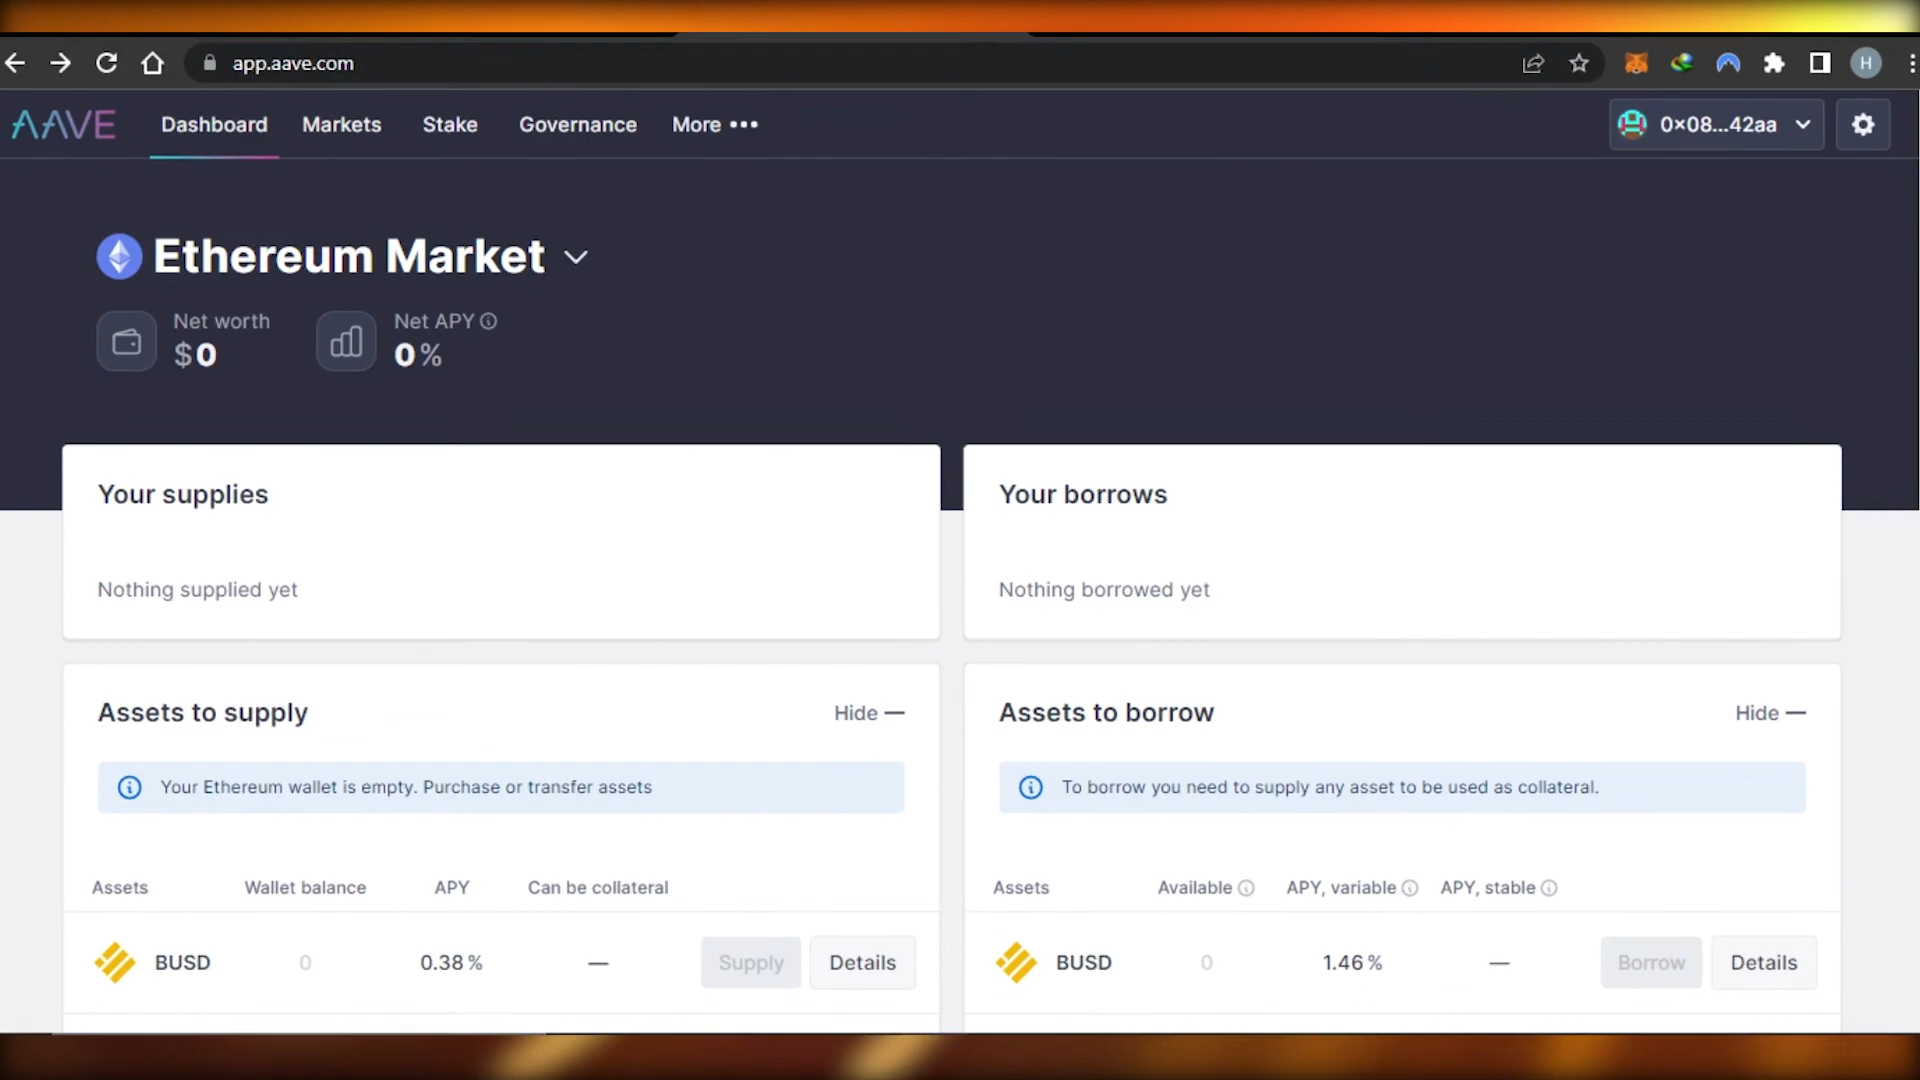 app.aave.com
H
AAVE
Dashboard
Markets
Stake
Governance
More •••
0×08...42aa
Ethereum Market
Net worth
$0
Net APY
0%
Your supplies
Nothing supplied yet
Your borrows
Nothing borrowed yet
Assets to supply
Hide —
Your Ethereum wallet is empty. Purchase or transfer assets
Assets Wallet balance APY Can be collateral
BUSD 0 0.38% — Supply Details
Assets to borrow
Hide —
To borrow you need to supply any asset to be used as collateral.
Assets Available APY, variable APY, stable
BUSD 0 1.46% — Borrow Details